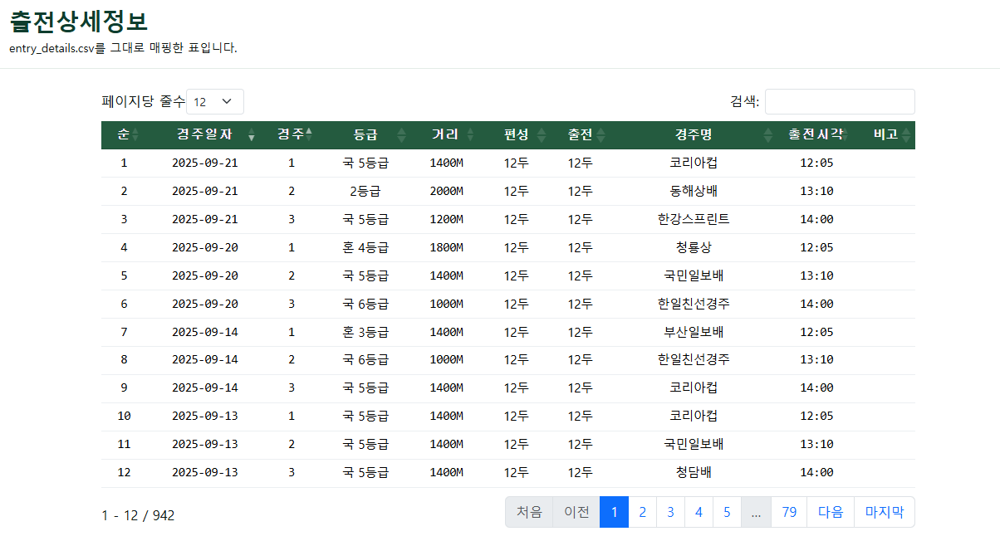 출전상세정보
entry_details.csv를 그대로 매핑한 표입니다.
페이지당 줄수 12 검색:
순 경주일자 경주 등급 거리 편성 출전 경주명 출전시각 비고
1 2025-09-21 1 국 5등급 1400M 12두 12두 코리아컵 12:05
2 2025-09-21 2 2등급 2000M 12두 12두 동해상배 13:10
3 2025-09-21 3 국 5등급 1200M 12두 12두 한강스프린트 14:00
4 2025-09-20 1 혼 4등급 1800M 12두 12두 청룡상 12:05
5 2025-09-20 2 국 5등급 1400M 12두 12두 국민일보배 13:10
6 2025-09-20 3 국 6등급 1000M 12두 12두 한일친선경주 14:00
7 2025-09-14 1 혼 3등급 1400M 12두 12두 부산일보배 12:05
8 2025-09-14 2 국 6등급 1000M 12두 12두 한일친선경주 13:10
9 2025-09-14 3 국 5등급 1400M 12두 12두 코리아컵 14:00
10 2025-09-13 1 국 5등급 1400M 12두 12두 코리아컵 12:05
11 2025-09-13 2 국 5등급 1400M 12두 12두 국민일보배 13:10
12 2025-09-13 3 국 5등급 1400M 12두 12두 청담배 14:00
1 - 12 / 942 처음 이전 1 2 3 4 5 … 79 다음 마지막